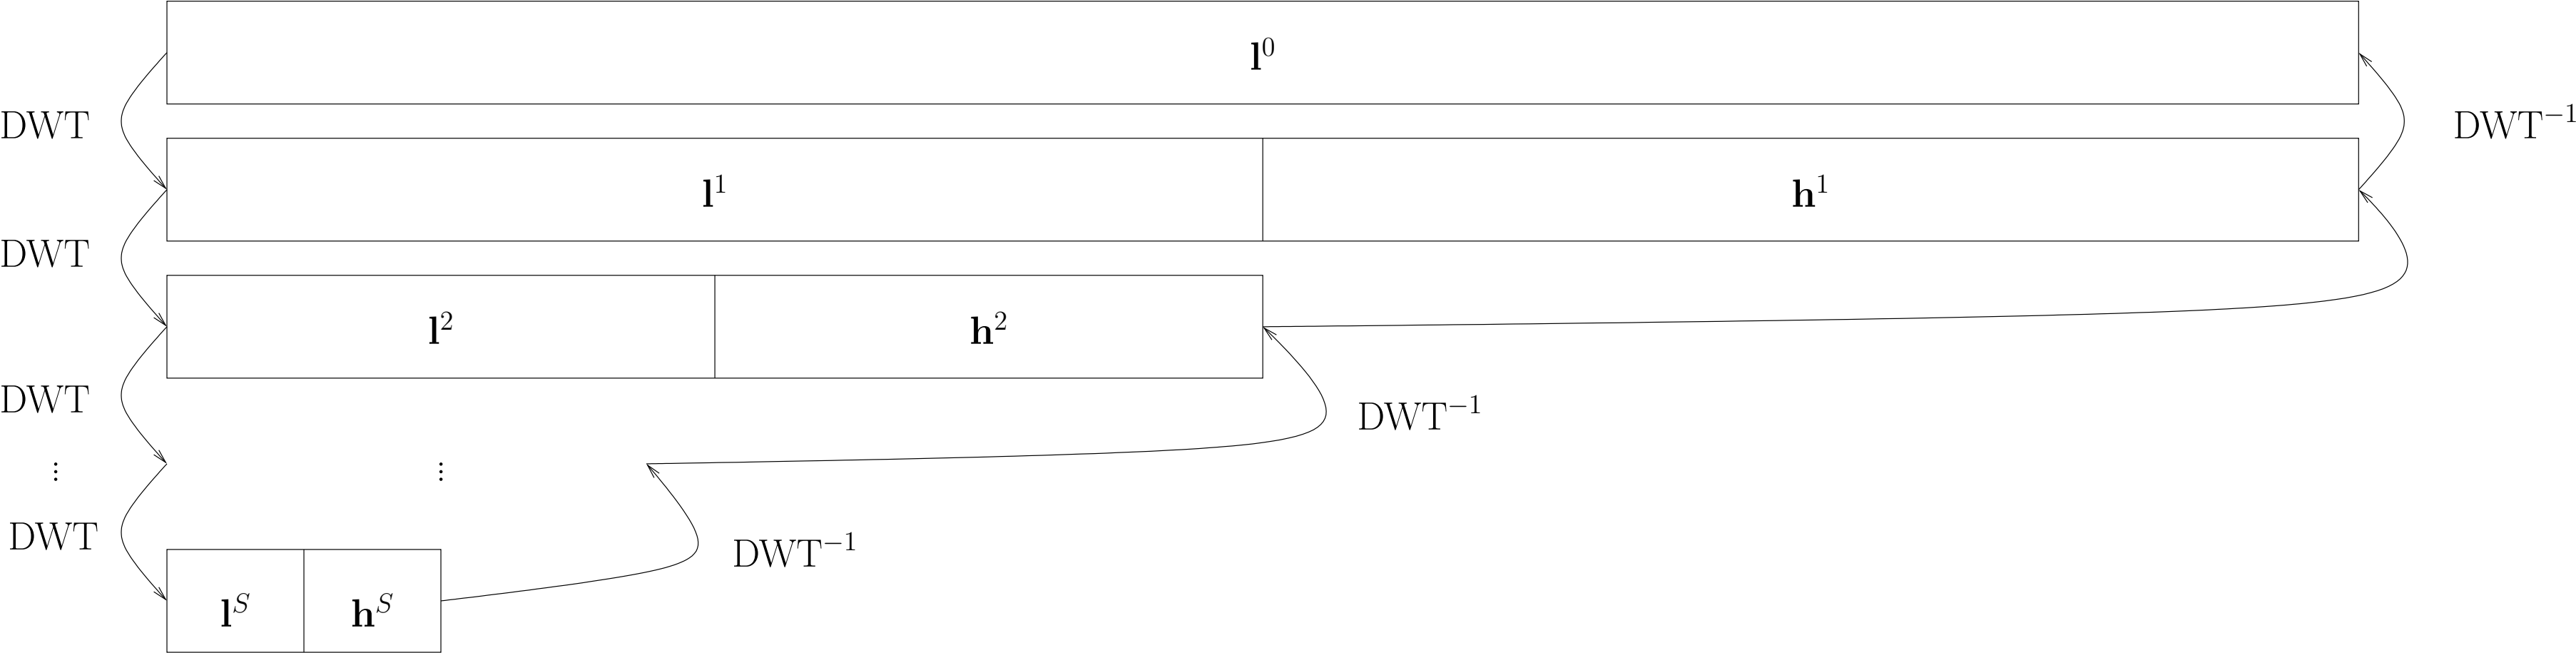 𝐥⁰
DWT
DWT⁻¹
𝐥¹ 𝐡¹
DWT
𝐥² 𝐡²
DWT
DWT⁻¹
⋮ ⋮
DWT
DWT⁻¹
𝐥ˢ 𝐡ˢ